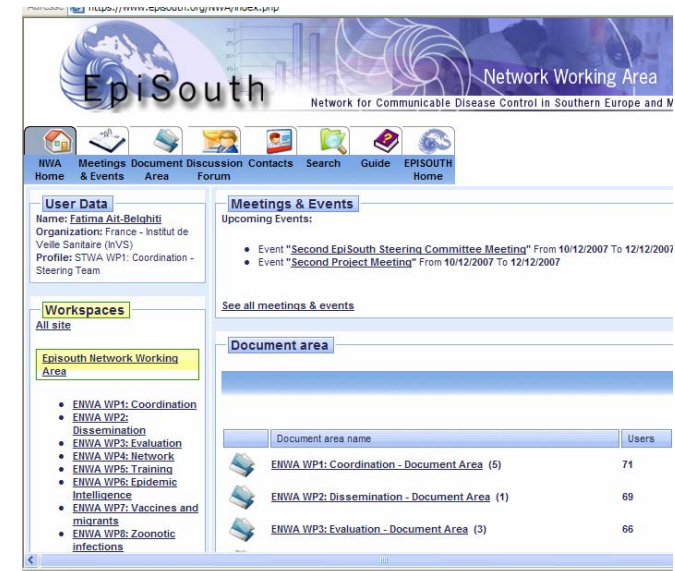 Adresse https://www.episouth.org/NWA/index.php
EpiSouth
Network Working Area
Network for Communicable Disease Control in Southern Europe and M
NWA Home
Meetings & Events
Document Area
Discussion Forum
Contacts
Search
Guide
EPISOUTH Home
User Data
Name: Fatima Ait-Belghiti
Organization: France - Institut de
Veille Sanitaire (InVS)
Profile: STWA WP1: Coordination -
Steering Team
Workspaces
All site
Episouth Network Working
Area
ENWA WP1: Coordination
ENWA WP2:
Dissemination
ENWA WP3: Evaluation
ENWA WP4: Network
ENWA WP5: Training
ENWA WP6: Epidemic
Intelligence
ENWA WP7: Vaccines and
migrants
ENWA WP8: Zoonotic
infections
Meetings & Events
Upcoming Events:
Event "Second EpiSouth Steering Committee Meeting" From 10/12/2007 To 12/12/2007
Event "Second Project Meeting" From 10/12/2007 To 12/12/2007
See all meetings & events
Document area
Document area name Users
ENWA WP1: Coordination - Document Area (5) 71
ENWA WP2: Dissemination - Document Area (1) 69
ENWA WP3: Evaluation - Document Area (3) 66